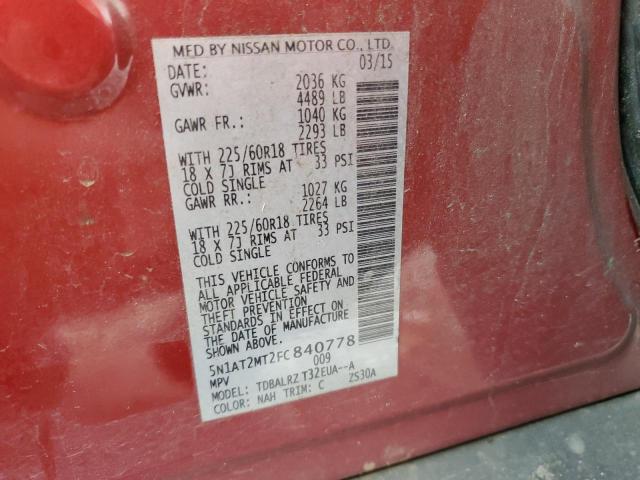 MFD BY NISSAN MOTOR CO., LTD.
DATE: 03/15
GVWR: 2036 KG
4489 LB
GAWR FR.: 1040 KG
2293 LB
WITH 225/60R18 TIRES
18 X 7J RIMS AT 33 PSI
COLD SINGLE
GAWR RR.: 1027 KG
2264 LB
WITH 225/60R18 TIRES
18 X 7J RIMS AT 33 PSI
COLD SINGLE
THIS VEHICLE CONFORMS TO
ALL APPLICABLE FEDERAL
MOTOR VEHICLE SAFETY AND
THEFT PREVENTION
STANDARDS IN EFFECT ON
THE DATE OF MANUFACTURE
SHOWN ABOVE.
5N1AT2MT2FC840778
MPV 009
MODEL: TDBALRZ T32EUA--A
COLOR: NAH TRIM: C ZS30A